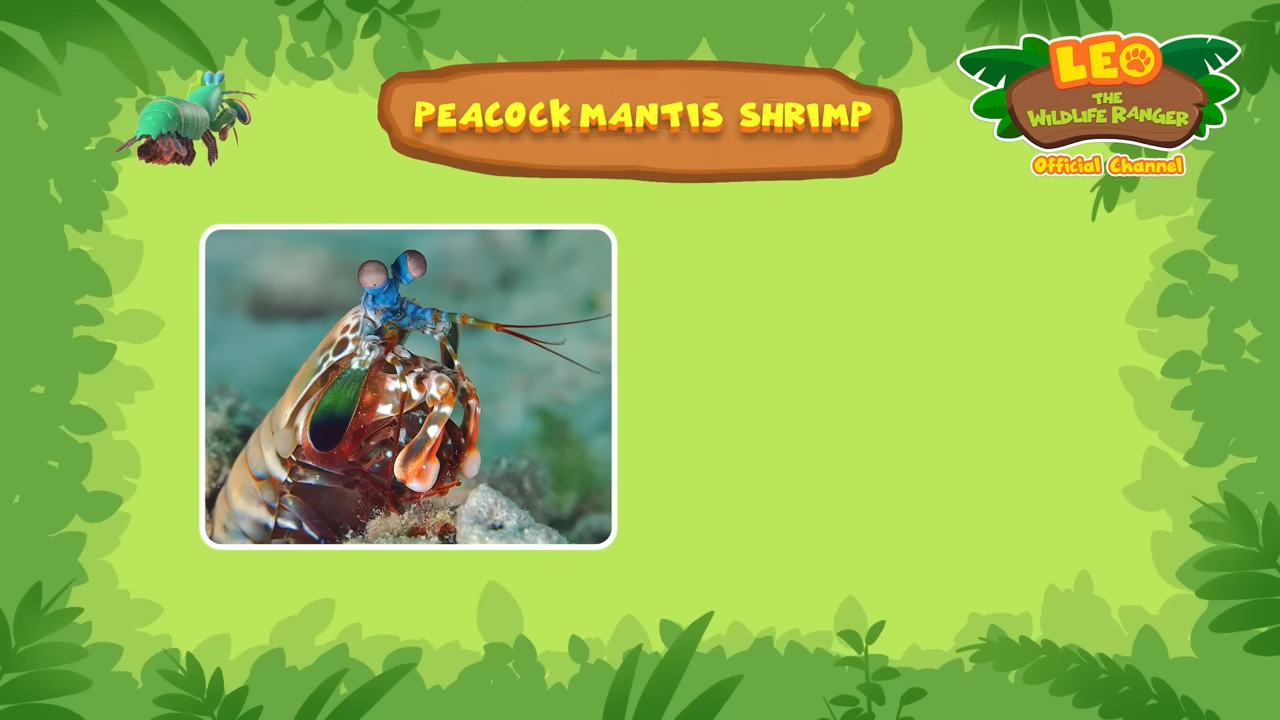 PEACOCK MANTIS SHRIMP
LEO
THE
WILDLIFE RANGER
Official Channel